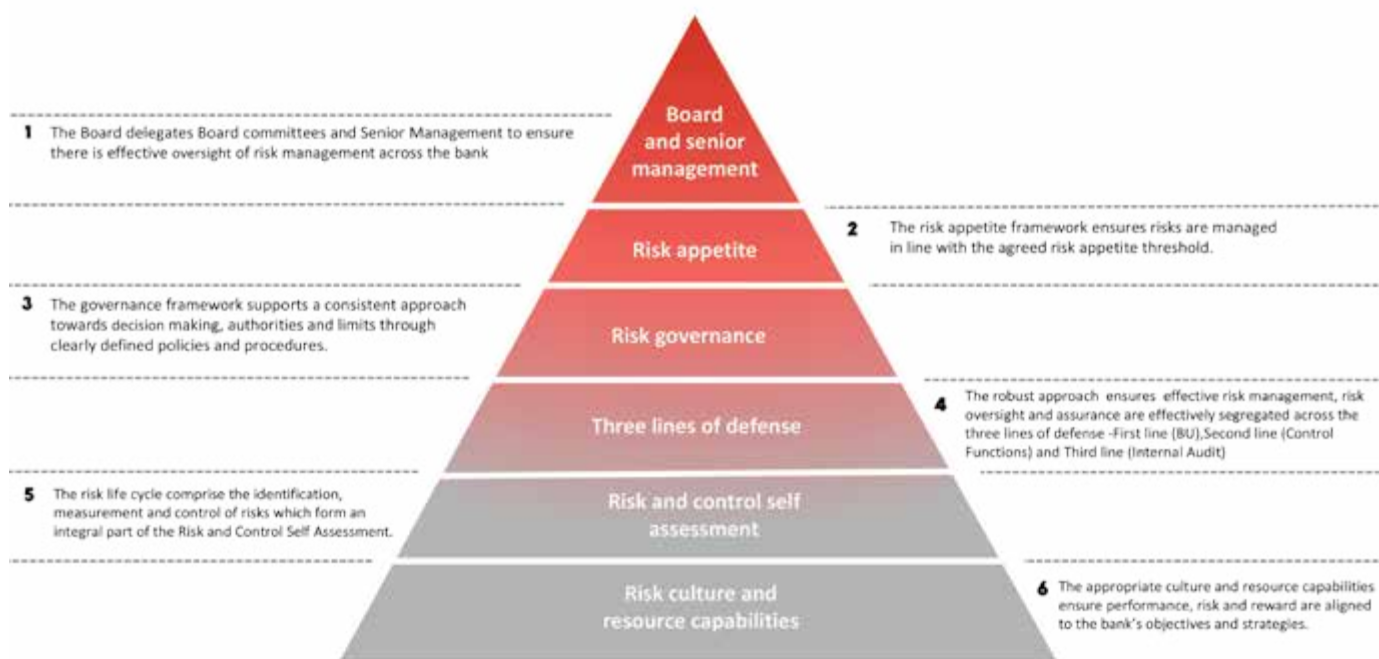 Board
and senior
management
1 The Board delegates Board committees and Senior Management to ensure
there is effective oversight of risk management across the bank
Risk appetite
2 The risk appetite framework ensures risks are managed
in line with the agreed risk appetite threshold.
3 The governance framework supports a consistent approach
towards decision making, authorities and limits through
clearly defined policies and procedures.
Risk governance
Three lines of defense
4 The robust approach ensures effective risk management, risk
oversight and assurance are effectively segregated across the
three lines of defense -First line (BU),Second line (Control
Functions) and Third line (Internal Audit)
5 The risk life cycle comprise the identification,
measurement and control of risks which form an
integral part of the Risk and Control Self Assessment.
Risk and control self
assessment
Risk culture and
resource capabilities
6 The appropriate culture and resource capabilities
ensure performance, risk and reward are aligned
to the bank's objectives and strategies.